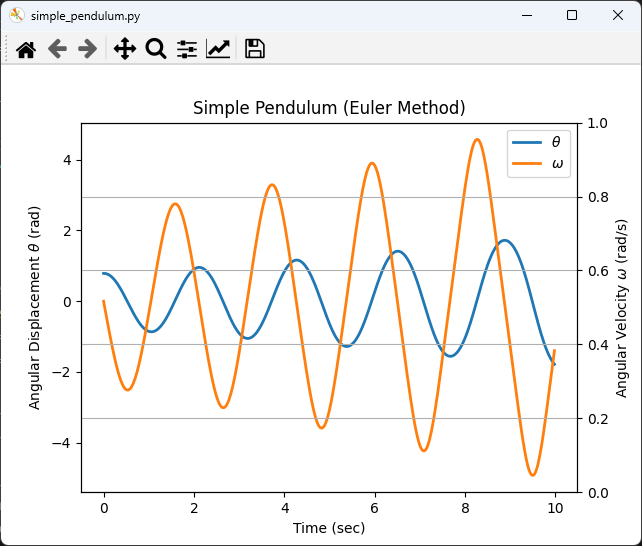 simple_pendulum.py
Simple Pendulum (Euler Method)
θ
ω
Angular Displacement θ (rad)
4
2
0
−2
−4
1.0
0.8
0.6
0.4
0.2
0.0
Angular Velocity ω (rad/s)
0 2 4 6 8 10
Time (sec)